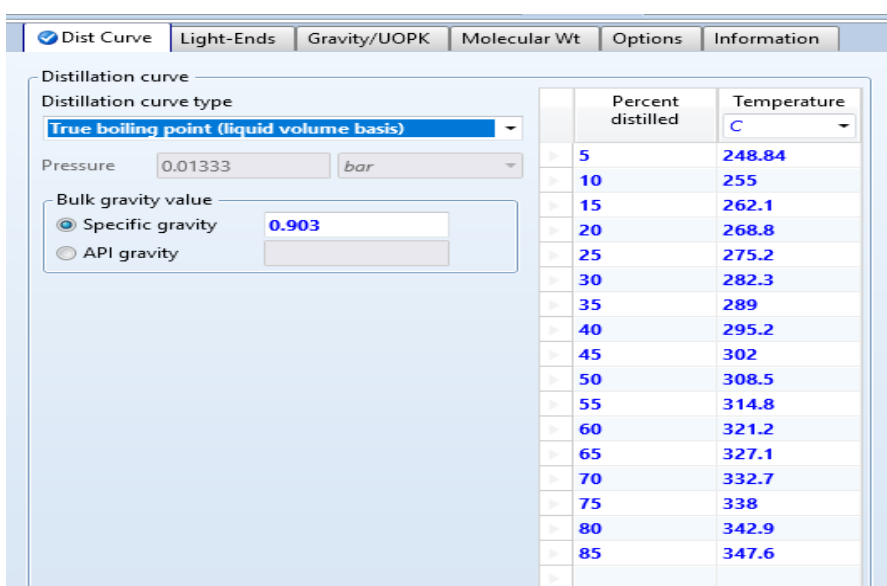 Dist Curve Light-Ends Gravity/UOPK Molecular Wt Options Information
Distillation curve
Distillation curve type
True boiling point (liquid volume basis)
Pressure 0.01333 bar
Bulk gravity value
Specific gravity 0.903
API gravity
Percent distilled Temperature
C
5 248.84
10 255
15 262.1
20 268.8
25 275.2
30 282.3
35 289
40 295.2
45 302
50 308.5
55 314.8
60 321.2
65 327.1
70 332.7
75 338
80 342.9
85 347.6